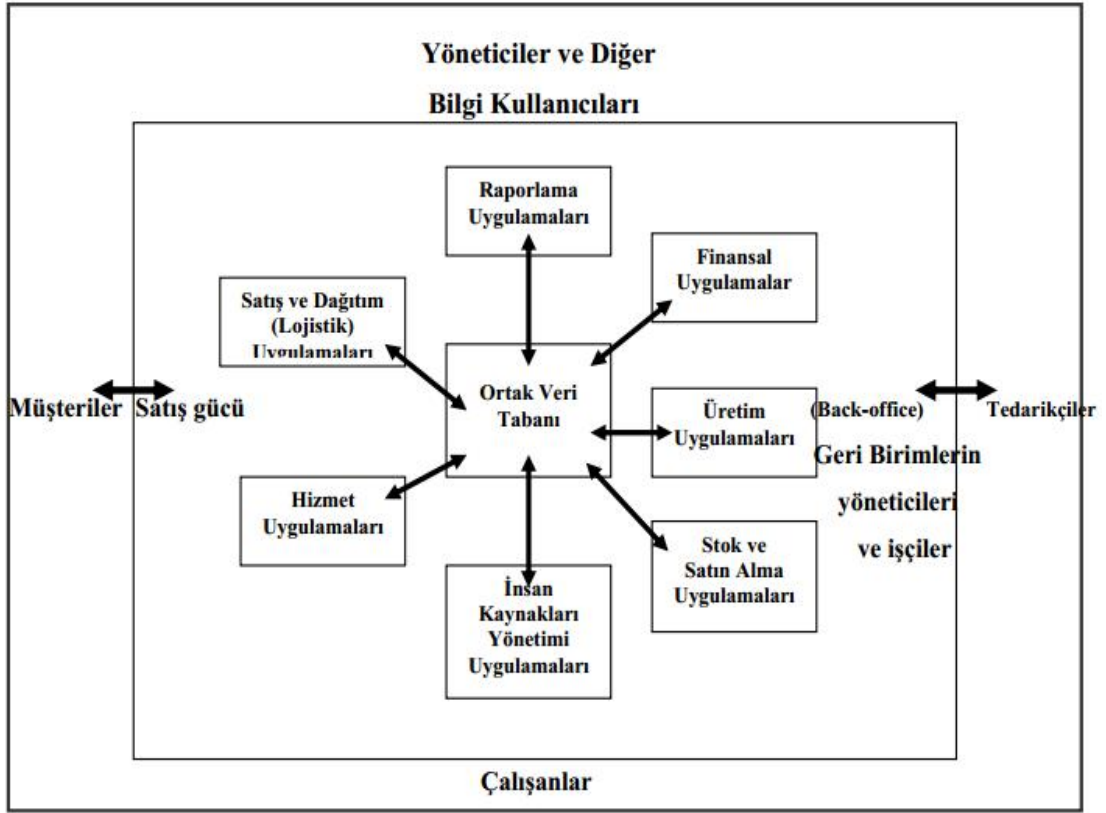 Yöneticiler ve Diğer
Bilgi Kullanıcıları
Raporlama
Uygulamaları
Finansal
Uygulamalar
Satış ve Dağıtım
(Lojistik)
Uygulamaları
Ortak Veri
Tabanı
Müşteriler
Satış gücü
Üretim
Uygulamaları
(Back-office)
Geri Birimlerin
yöneticileri
ve işçiler
Tedarikçiler
Hizmet
Uygulamaları
Stok ve
Satın Alma
Uygulamaları
İnsan
Kaynakları
Yönetimi
Uygulamaları
Çalışanlar